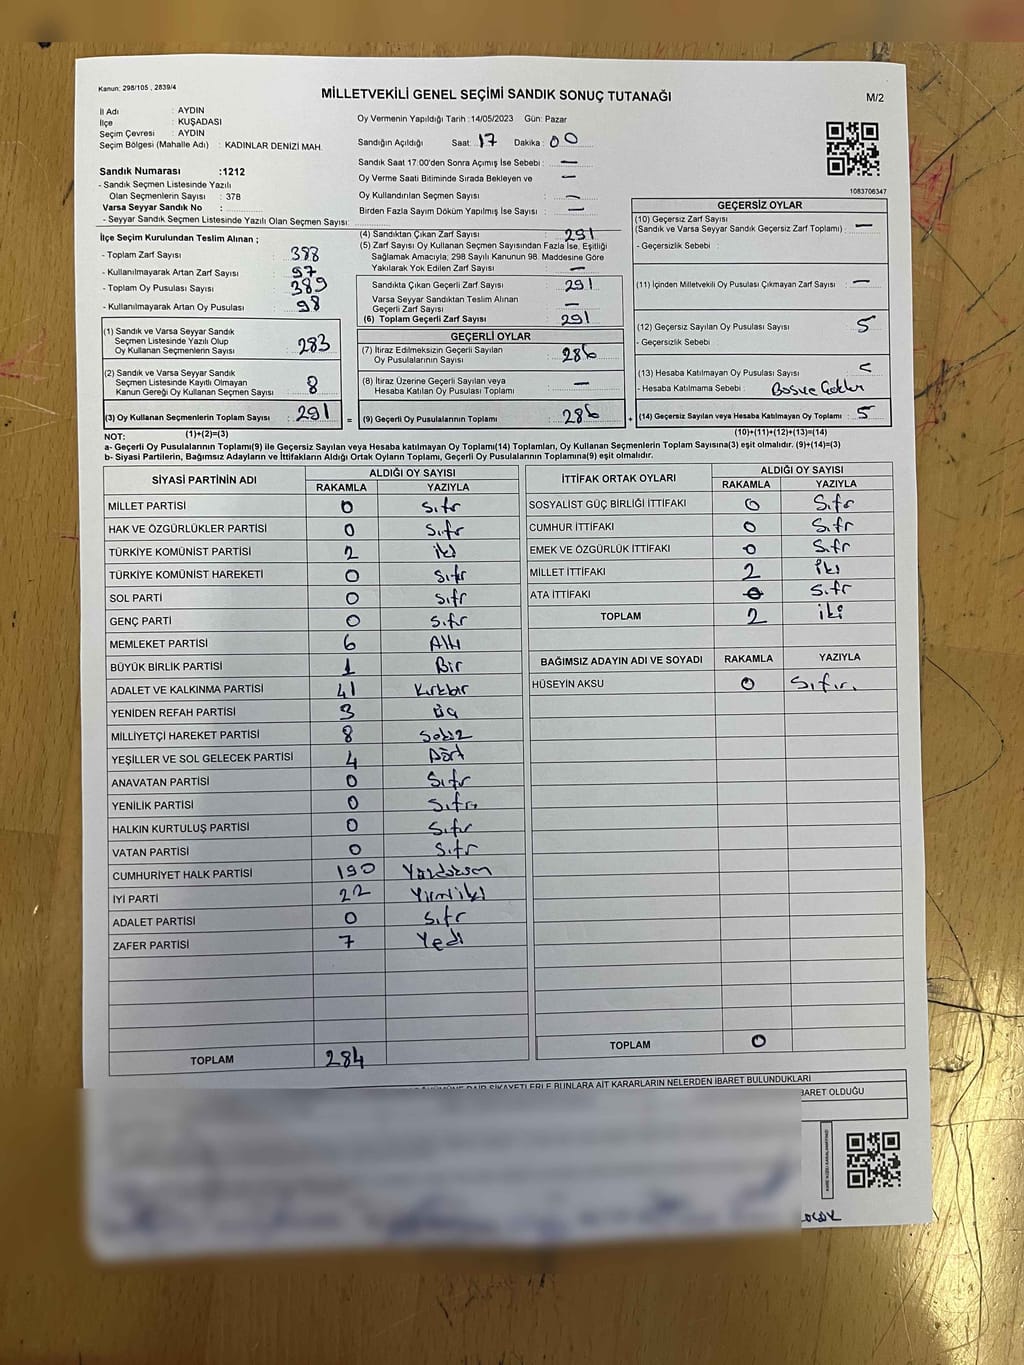 Kanun: 298/105 , 2839/4
MİLLETVEKİLİ GENEL SEÇİMİ SANDIK SONUÇ TUTANAĞI
M/2
İl Adı : AYDIN
İlçe : KUŞADASI
Seçim Çevresi : AYDIN
Seçim Bölgesi (Mahalle Adı) : KADINLAR DENİZİ MAH.
Sandık Numarası :1212
- Sandık Seçmen Listesinde Yazılı
Olan Seçmenlerin Sayısı : 378
Varsa Seyyar Sandık No :
- Seyyar Sandık Seçmen Listesinde Yazılı Olan Seçmen Sayısı:
Oy Vermenin Yapıldığı Tarih :14/05/2023 Gün: Pazar
Sandığın Açıldığı Saat: 17 Dakika: 00
Sandık Saat 17:00'den Sonra Açımış İse Sebebi : —
Oy Verme Saati Bitiminde Sırada Bekleyen ve —
Oy Kullandırılan Seçmen Sayısı : —
Birden Fazla Sayım Döküm Yapılmış İse Sayısı : —
1083706347
İlçe Seçim Kurulundan Teslim Alınan ;
- Toplam Zarf Sayısı : 388
- Kullanılmayarak Artan Zarf Sayısı : 97
- Toplam Oy Pusulası Sayısı : 389
- Kullanılmayarak Artan Oy Pusulası : 98
(1) Sandık ve Varsa Seyyar Sandık
Seçmen Listesinde Yazılı Olup
Oy Kullanan Seçmenlerin Sayısı : 283
(2) Sandık ve Varsa Seyyar Sandık
Seçmen Listesinde Kayıtlı Olmayan
Kanun Gereği Oy Kullanan Seçmen Sayısı : 8
(3) Oy Kullanan Seçmenlerin Toplam Sayısı : 291 =
(4) Sandıktan Çıkan Zarf Sayısı : 291
(5) Zarf Sayısı Oy Kullanan Seçmen Sayısından Fazla İse, Eşitliği
Sağlamak Amacıyla; 298 Sayılı Kanunun 98. Maddesine Göre
Yakılarak Yok Edilen Zarf Sayısı : —
Sandıkta Çıkan Geçerli Zarf Sayısı : 291
Varsa Seyyar Sandıktan Teslim Alınan
Geçerli Zarf Sayısı : —
(6) Toplam Geçerli Zarf Sayısı : 291
GEÇERLİ OYLAR
(7) İtiraz Edilmeksizin Geçerli Sayılan
Oy Pusulalarının Sayısı : 286
(8) İtiraz Üzerine Geçerli Sayılan veya
Hesaba Katılan Oy Pusulası Toplamı : —
(9) Geçerli Oy Pusulalarının Toplamı : 286 +
GEÇERSİZ OYLAR
(10) Geçersiz Zarf Sayısı
(Sandık ve Varsa Seyyar Sandık Geçersiz Zarf Toplamı) : —
- Geçersizlik Sebebi :
(11) İçinden Milletvekili Oy Pusulası Çıkmayan Zarf Sayısı : —
(12) Geçersiz Sayılan Oy Pusulası Sayısı : 5
- Geçersizlik Sebebi :
(13) Hesaba Katılmayan Oy Pusulası Sayısı :
- Hesaba Katılmama Sebebi :
(14) Geçersiz Sayılan veya Hesaba Katılmayan Oy Toplamı : 5
NOT: (1)+(2)=(3)
(10)+(11)+(12)+(13)=(14)
a- Geçerli Oy Pusulalarının Toplamı(9) ile Geçersiz Sayılan veya Hesaba katılmayan Oy Toplamı(14) Toplamları, Oy Kullanan Seçmenlerin Toplam Sayısına(3) eşit olmalıdır. (9)+(14)=(3)
b- Siyasi Partilerin, Bağımsız Adayların ve İttifakların Aldığı Ortak Oyların Toplamı, Geçerli Oy Pusulalarının Toplamına(9) eşit olmalıdır.
SİYASİ PARTİNİN ADI ALDIĞI OY SAYISI
RAKAMLA YAZIYLA
MİLLET PARTİSİ 0 Sıfır
HAK VE ÖZGÜRLÜKLER PARTİSİ 0 Sıfır
TÜRKİYE KOMÜNİST PARTİSİ 2 iki
TÜRKİYE KOMÜNİST HAREKETİ 0 Sıfır
SOL PARTİ 0 Sıfır
GENÇ PARTİ 0 Sıfır
MEMLEKET PARTİSİ 6 Altı
BÜYÜK BİRLİK PARTİSİ 1 Bir
ADALET VE KALKINMA PARTİSİ 41 Kırkbir
YENİDEN REFAH PARTİSİ 3 üç
MİLLİYETÇİ HAREKET PARTİSİ 8 Sekiz
YEŞİLLER VE SOL GELECEK PARTİSİ 4 Dört
ANAVATAN PARTİSİ 0 Sıfır
YENİLİK PARTİSİ 0 Sıfır
HALKIN KURTULUŞ PARTİSİ 0 Sıfır
VATAN PARTİSİ 0 Sıfır
CUMHURİYET HALK PARTİSİ 190 Yüzdoksan
İYİ PARTİ 22 Yirmiiki
ADALET PARTİSİ 0 Sıfır
ZAFER PARTİSİ 7 Yedi
TOPLAM 284
İTTİFAK ORTAK OYLARI ALDIĞI OY SAYISI
RAKAMLA YAZIYLA
SOSYALİST GÜÇ BİRLİĞİ İTTİFAKI 0 Sıfır
CUMHUR İTTİFAKI 0 Sıfır
EMEK VE ÖZGÜRLÜK İTTİFAKI 0 Sıfır
MİLLET İTTİFAKI 2 İki
ATA İTTİFAKI 0 Sıfır
TOPLAM 2 iki
BAĞIMSIZ ADAYIN ADI VE SOYADI RAKAMLA YAZIYLA
HÜSEYİN AKSU 0 Sıfır.
TOPLAM 0
ŞİKAYETLERLE BUNLARA AİT KARARLARIN NELERDEN İBARET BULUNDUKLARI
BARET OLDUĞU